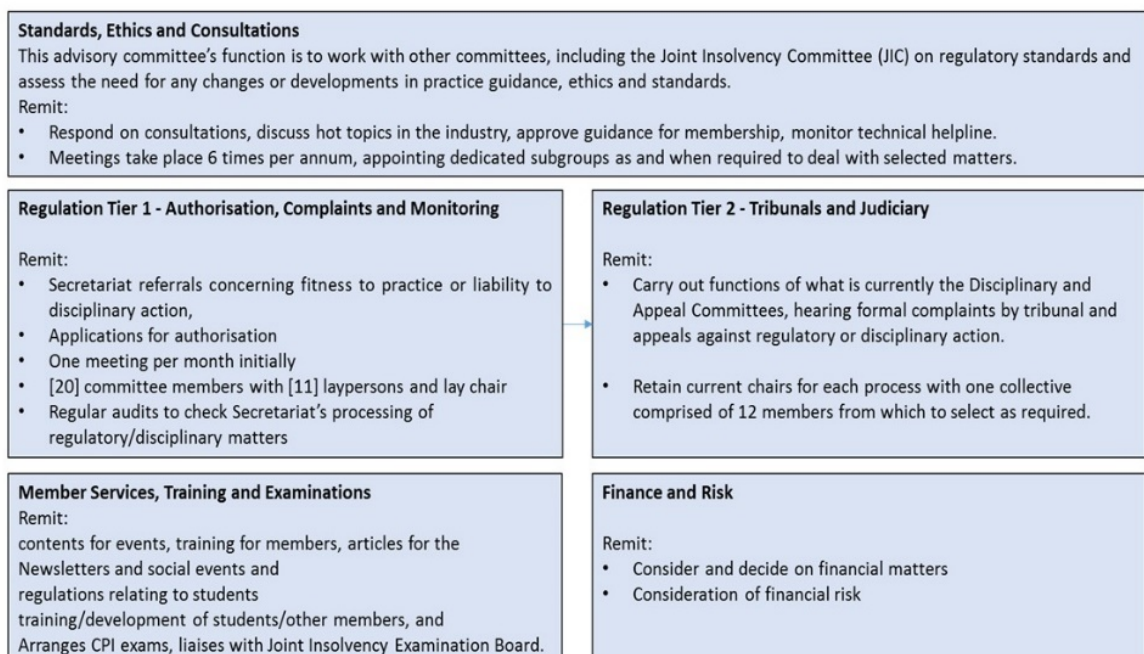 Standards, Ethics and Consultations
This advisory committee's function is to work with other committees, including the Joint Insolvency Committee (JIC) on regulatory standards and
assess the need for any changes or developments in practice guidance, ethics and standards.
Remit:
• Respond on consultations, discuss hot topics in the industry, approve guidance for membership, monitor technical helpline.
• Meetings take place 6 times per annum, appointing dedicated subgroups as and when required to deal with selected matters.
Regulation Tier 1 - Authorisation, Complaints and Monitoring
Remit:
• Secretariat referrals concerning fitness to practice or liability to
disciplinary action,
• Applications for authorisation
• One meeting per month initially
• [20] committee members with [11] laypersons and lay chair
• Regular audits to check Secretariat's processing of
regulatory/disciplinary matters
Regulation Tier 2 - Tribunals and Judiciary
Remit:
• Carry out functions of what is currently the Disciplinary and
Appeal Committees, hearing formal complaints by tribunal and
appeals against regulatory or disciplinary action.
• Retain current chairs for each process with one collective
comprised of 12 members from which to select as required.
Member Services, Training and Examinations
Remit:
contents for events, training for members, articles for the
Newsletters and social events and
regulations relating to students
training/development of students/other members, and
Arranges CPI exams, liaises with Joint Insolvency Examination Board.
Finance and Risk
Remit:
• Consider and decide on financial matters
• Consideration of financial risk